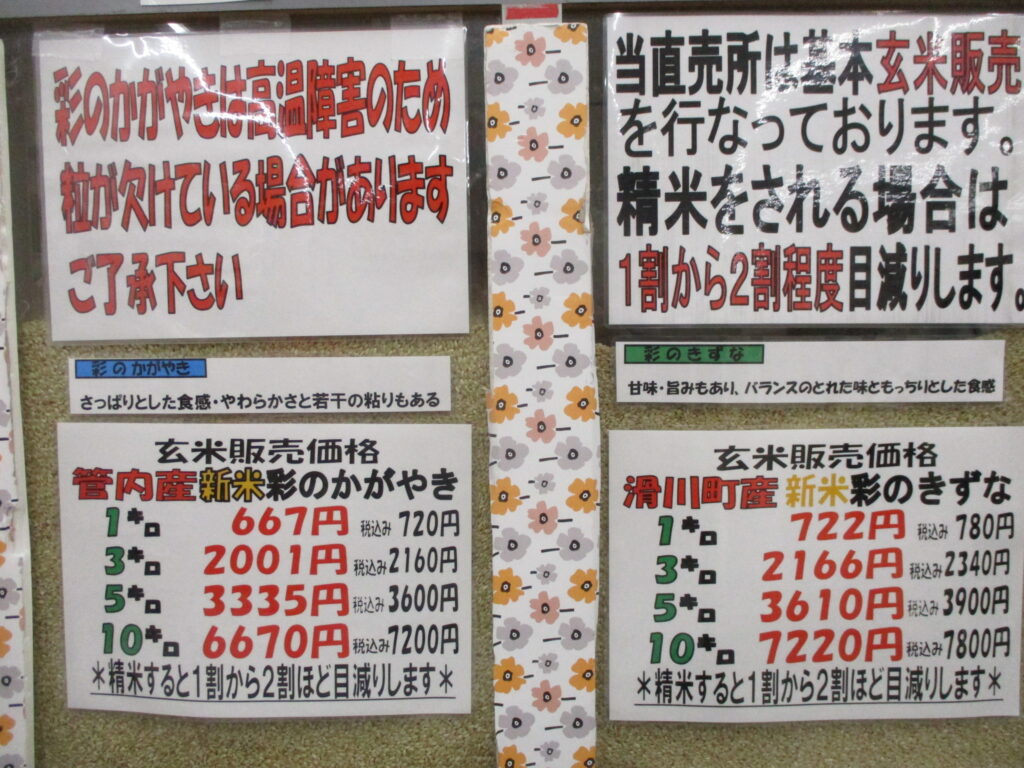 彩のかがやきは高温障害のため
粒が欠けている場合があります
ご了承下さい
彩のかがやき
さっぱりとした食感・やわらかさと若干の粘りもある
玄米販売価格
管内産新米彩のかがやき
1キロ 667円 税込み720円
3キロ 2001円 税込み2160円
5キロ 3335円 税込み3600円
10キロ 6670円 税込み7200円
＊精米すると1割から2割ほど目減りします＊
当直売所は基本玄米販売
を行なっております。
精米をされる場合は
1割から2割程度目減りします。
彩のきずな
甘味・旨みもあり、バランスのとれた味ともっちりとした食感
玄米販売価格
滑川町産 新米彩のきずな
1キロ 722円 税込み780円
3キロ 2166円 税込み2340円
5キロ 3610円 税込み3900円
10キロ 7220円 税込み7800円
＊精米すると1割から2割ほど目減りします＊